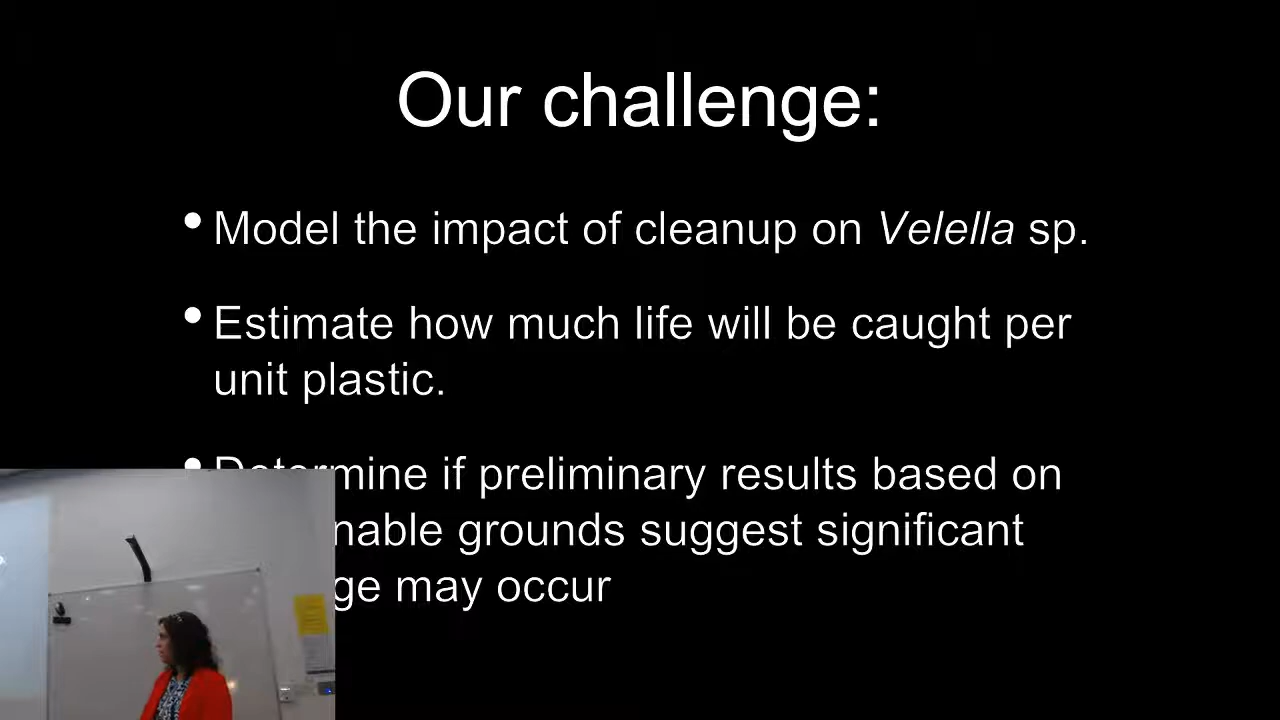 Our challenge:
• Model the impact of cleanup on Velella sp.
• Estimate how much life will be caught per
unit plastic.
• Determine if preliminary results based on
nable grounds suggest significant
ge may occur